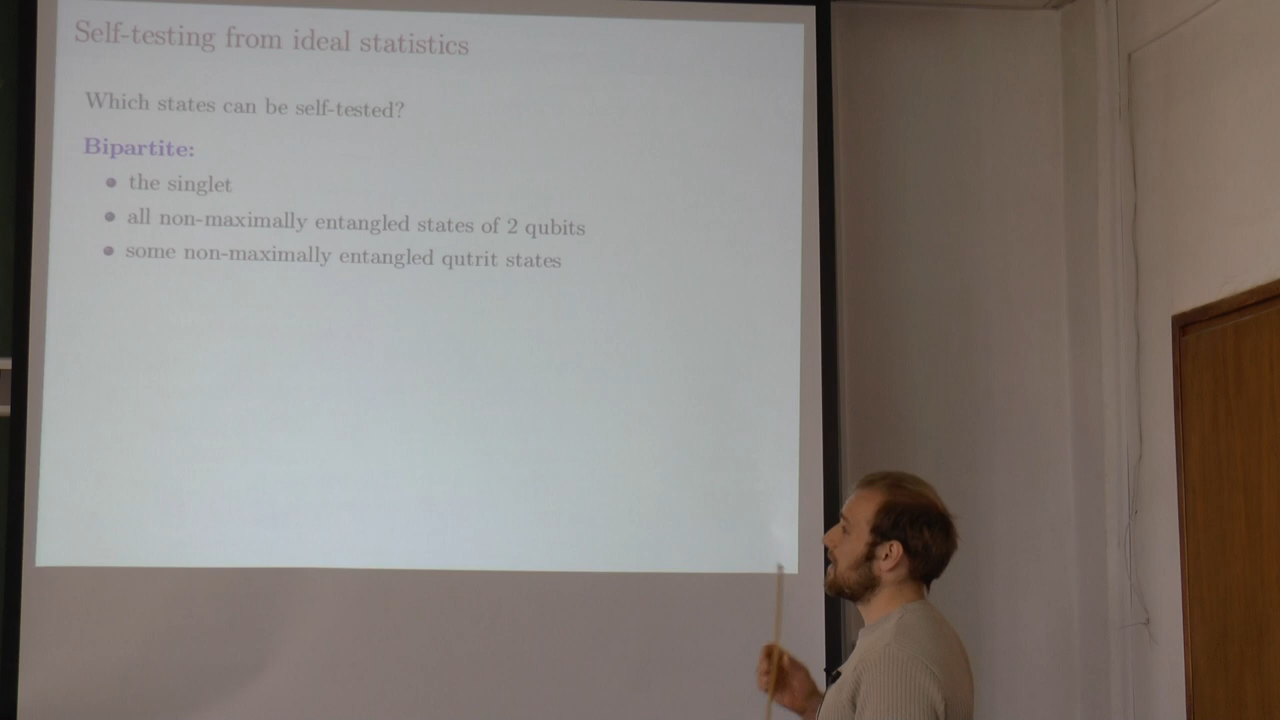 Self-testing from ideal statistics
Which states can be self-tested?
Bipartite:
the singlet
all non-maximally entangled states of 2 qubits
some non-maximally entangled qutrit states